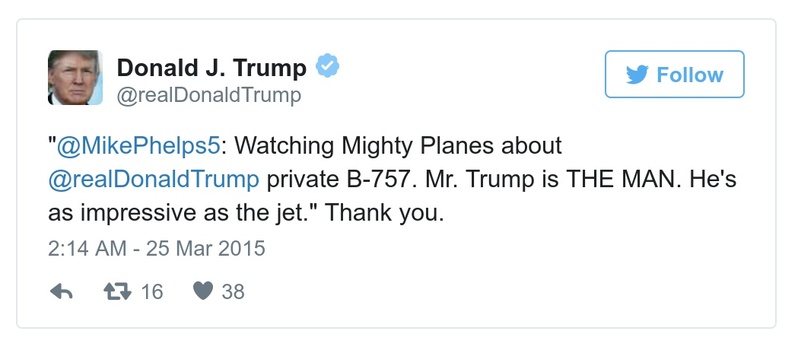 Donald J. Trump
@realDonaldTrump
Follow
"@MikePhelps5: Watching Mighty Planes about
@realDonaldTrump private B-757. Mr. Trump is THE MAN. He's
as impressive as the jet." Thank you.
2:14 AM - 25 Mar 2015
16 38